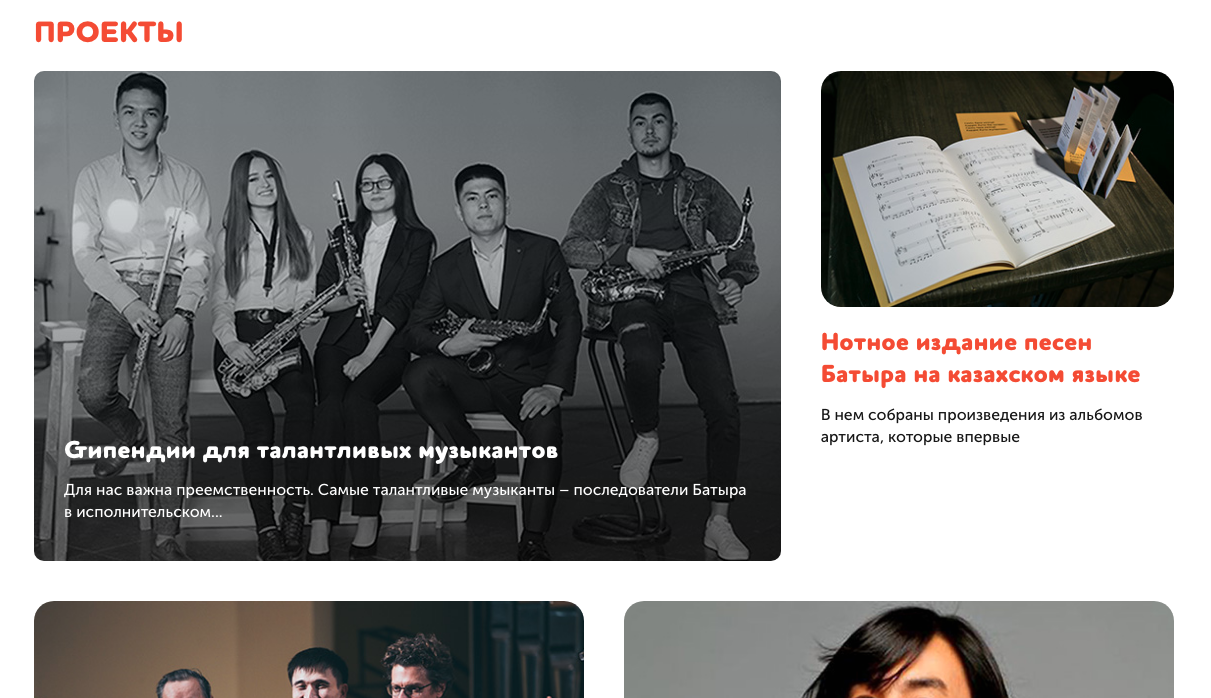 ПРОЕКТЫ
Стипендии для талантливых музыкантов
Для нас важна преемственность. Самые талантливые музыканты – последователи Батыра
в исполнительском...
Нотное издание песен
Батыра на казахском языке
В нем собраны произведения из альбомов
артиста, которые впервые